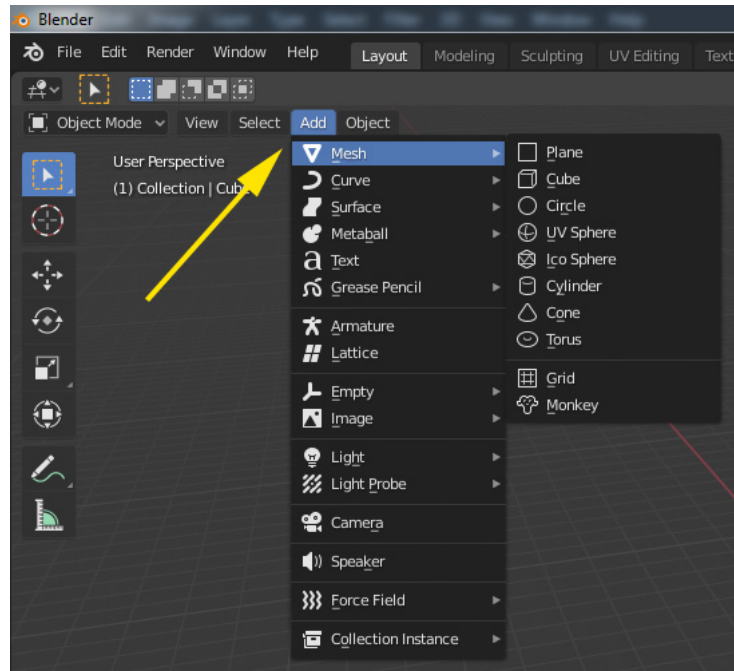 Blender
File Edit Render Window Help Layout Modeling Sculpting UV Editing Text
Object Mode View Select Add Object
User Perspective
(1) Collection | Cube
Mesh
Curve
Surface
Metaball
Text
Grease Pencil
Armature
Lattice
Empty
Image
Light
Light Probe
Camera
Speaker
Force Field
Collection Instance
Plane
Cube
Circle
UV Sphere
Ico Sphere
Cylinder
Cone
Torus
Grid
Monkey